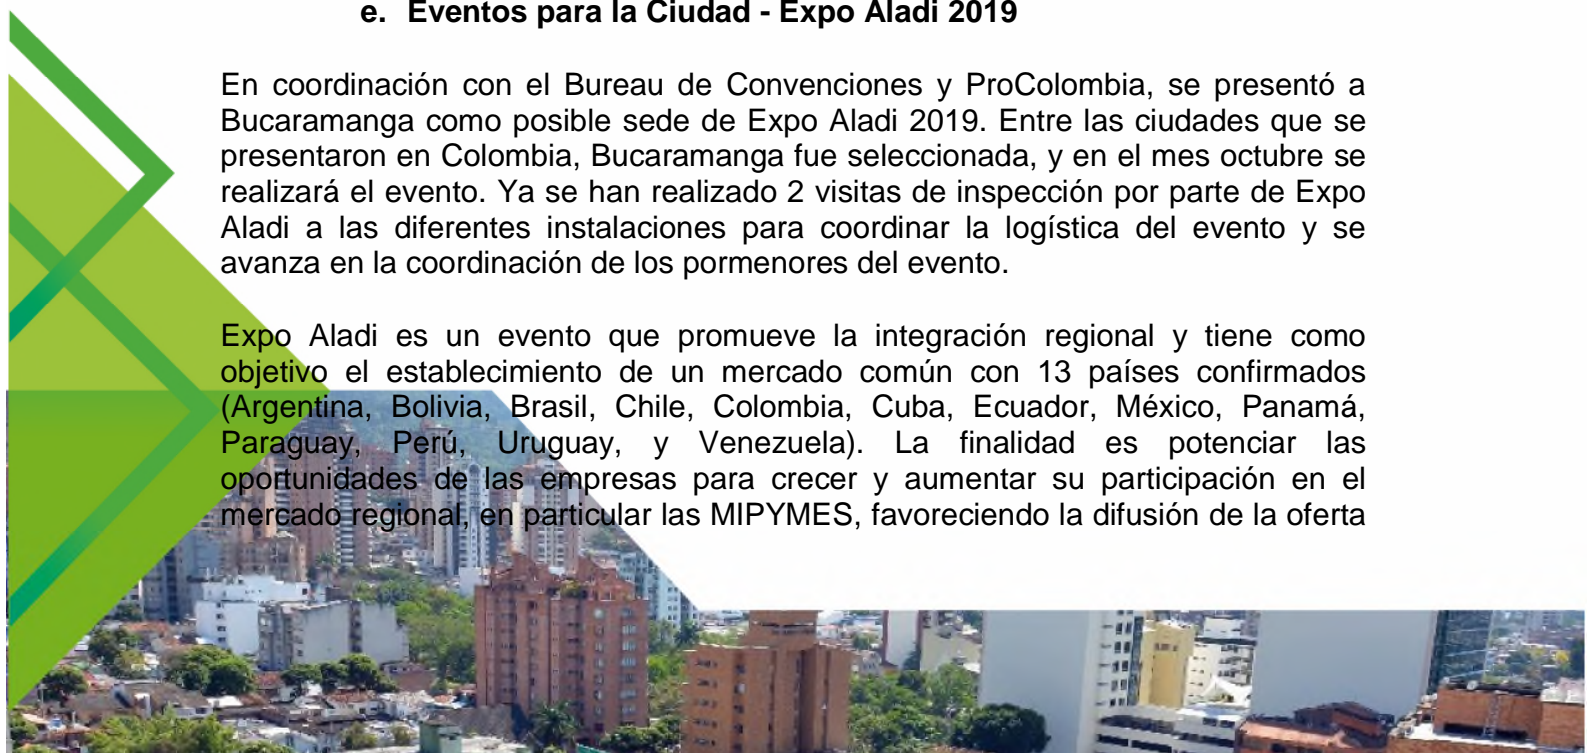 e. Eventos para la Ciudad - Expo Aladi 2019
En coordinación con el Bureau de Convenciones y ProColombia, se presentó a
Bucaramanga como posible sede de Expo Aladi 2019. Entre las ciudades que se
presentaron en Colombia, Bucaramanga fue seleccionada, y en el mes octubre se
realizará el evento. Ya se han realizado 2 visitas de inspección por parte de Expo
Aladi a las diferentes instalaciones para coordinar la logística del evento y se
avanza en la coordinación de los pormenores del evento.
Expo Aladi es un evento que promueve la integración regional y tiene como
objetivo el establecimiento de un mercado común con 13 países confirmados
(Argentina, Bolivia, Brasil, Chile, Colombia, Cuba, Ecuador, México, Panamá,
Paraguay, Perú, Uruguay, y Venezuela). La finalidad es potenciar las
oportunidades de las empresas para crecer y aumentar su participación en el
mercado regional, en particular las MIPYMES, favoreciendo la difusión de la oferta